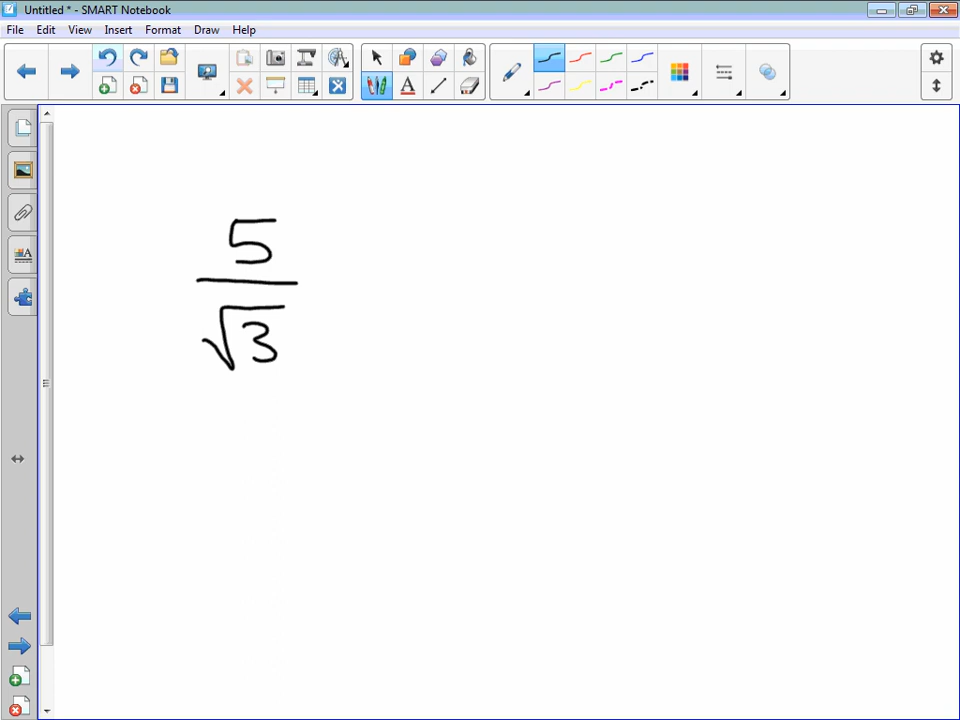 Untitled * - SMART Notebook
File Edit View Insert Format Draw Help
5
√3